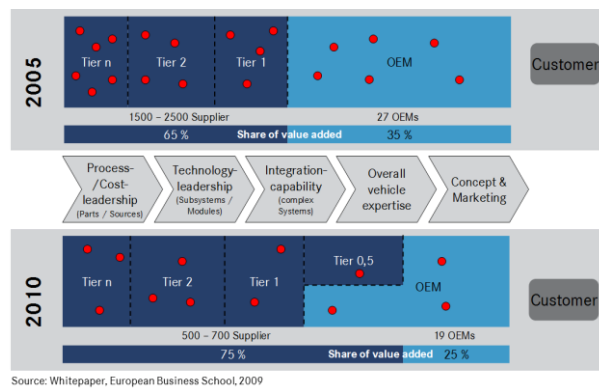 2005
Tier n
Tier 2
Tier 1
OEM
Customer
1500 – 2500 Supplier
27 OEMs
65 %
Share of value added
35 %
Process-
/Cost-
leadership
(Parts / Sources)
Technology-
leadership
(Subsystems /
Modules)
Integration-
capability
(complex
Systems)
Overall
vehicle
expertise
Concept &
Marketing
2010
Tier n
Tier 2
Tier 1
Tier 0,5
OEM
Customer
500 – 700 Supplier
19 OEMs
75 %
Share of value added
25 %
Source: Whitepaper, European Business School, 2009